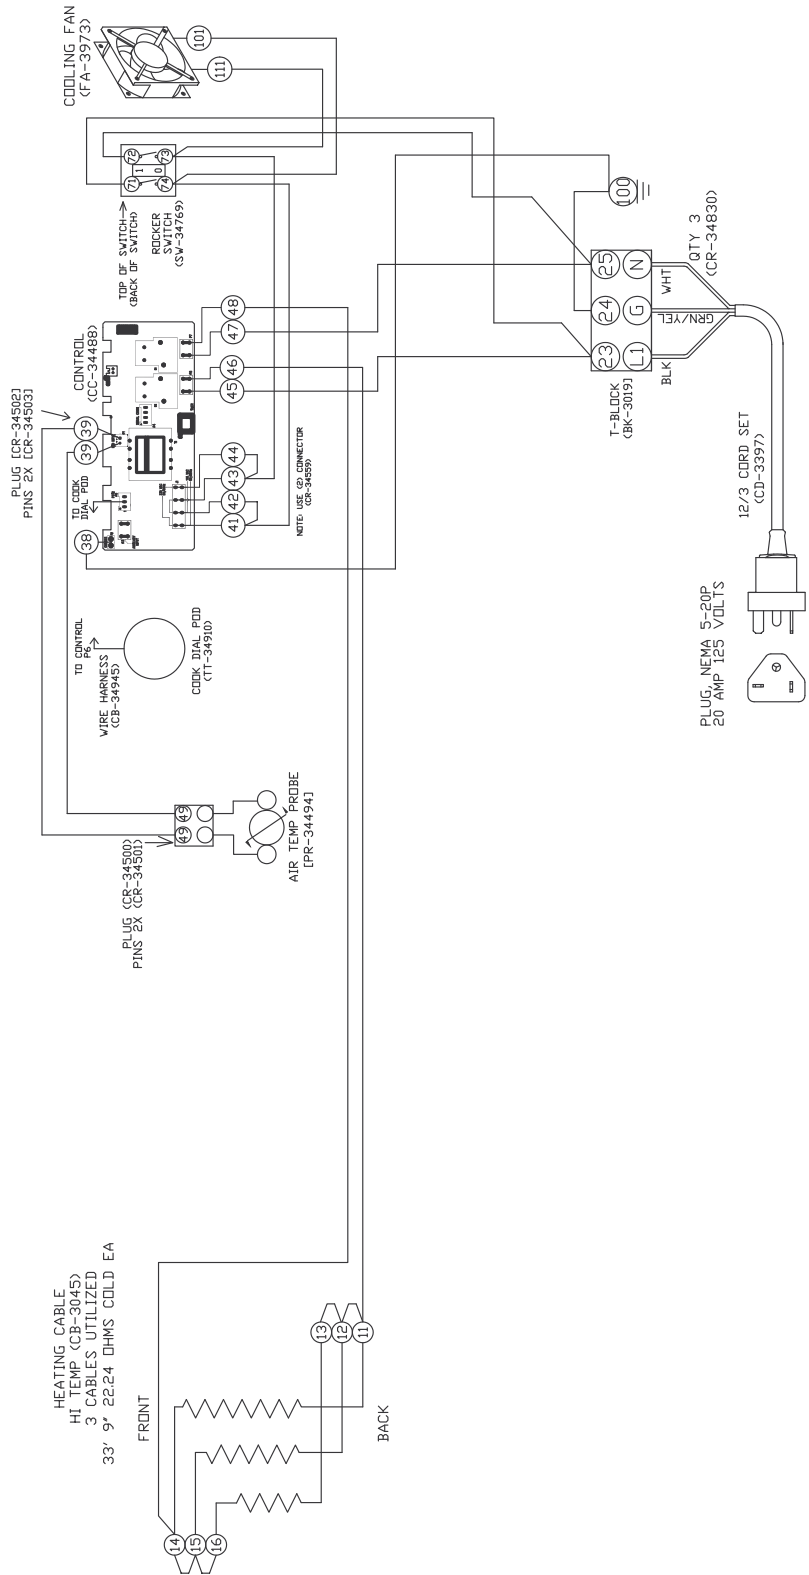 COOLING FAN
(FA-3973)
101
111
72
73
71
74
1
0
TOP OF SWITCH
(BACK OF SWITCH)
ROCKER
SWITCH
(SW-34769)
CONTROL
(CC-34488)
PLUG [CR-34502]
PINS 2X [CR-34503]
39
39
TO COOK
DIAL POD
38
48
47
46
45
44
43
42
41
NOTE: USE (2) CONNECTOR
(CR-34559)
100
25
24
23
N
G
L1
T-BLOCK
[BK-3019]
WHT
GRN/YEL
BLK
QTY 3
(CR-34830)
12/3 CORD SET
(CD-3397)
PLUG, NEMA 5-20P
20 AMP 125 VOLTS
TO CONTROL
P6
WIRE HARNESS
(CB-34945)
COOK DIAL POD
(TT-34910)
49
49
PLUG (CR-34500)
PINS 2X (CR-34501)
AIR TEMP PROBE
[PR-34494]
HEATING CABLE
HI TEMP (CB-3045)
3 CABLES UTILIZED
33' 9" 22.24 OHMS COLD EA
FRONT
BACK
13
12
11
14
15
16